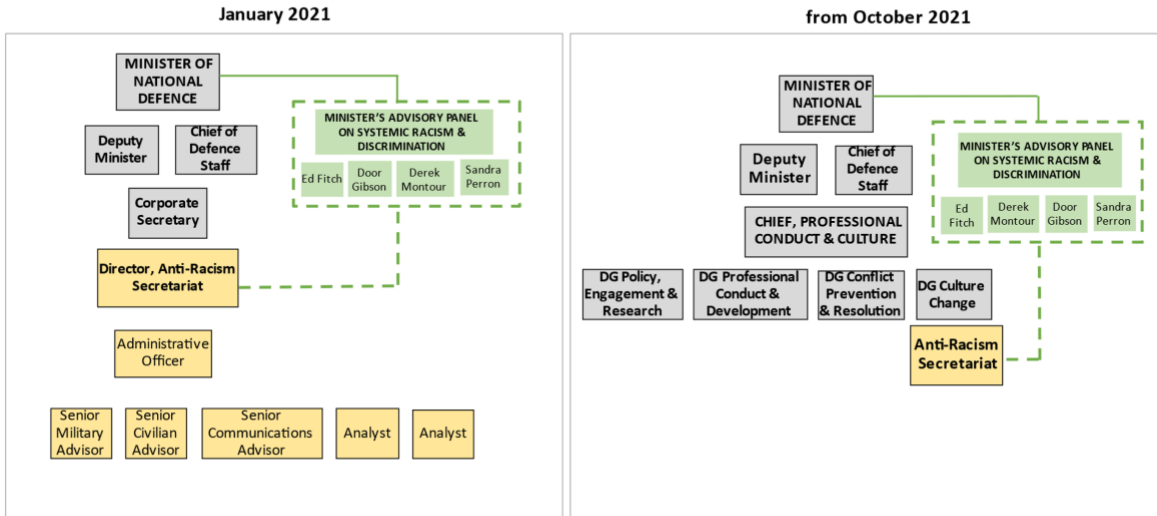 January 2021
MINISTER OF
NATIONAL
DEFENCE
MINISTER'S ADVISORY PANEL
ON SYSTEMIC RACISM &
DISCRIMINATION
Deputy
Minister
Chief of
Defence
Staff
Ed Fitch
Door
Gibson
Derek
Montour
Sandra
Perron
Corporate
Secretary
Director, Anti-Racism
Secretariat
Administrative
Officer
Senior
Military
Advisor
Senior
Civilian
Advisor
Senior
Communications
Advisor
Analyst
Analyst
from October 2021
MINISTER OF
NATIONAL
DEFENCE
MINISTER'S ADVISORY PANEL
ON SYSTEMIC RACISM &
DISCRIMINATION
Deputy
Minister
Chief of
Defence
Staff
Ed
Fitch
Derek
Montour
Door
Gibson
Sandra
Perron
CHIEF, PROFESSIONAL
CONDUCT & CULTURE
DG Policy,
Engagement &
Research
DG Professional
Conduct &
Development
DG Conflict
Prevention
& Resolution
DG Culture
Change
Anti-Racism
Secretariat